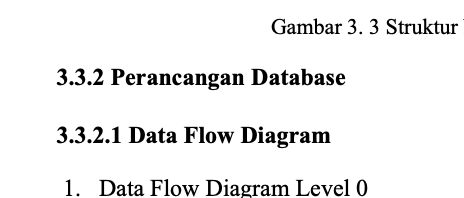 Gambar 3. 3 Struktur
3.3.2 Perancangan Database
3.3.2.1 Data Flow Diagram
1. Data Flow Diagram Level 0